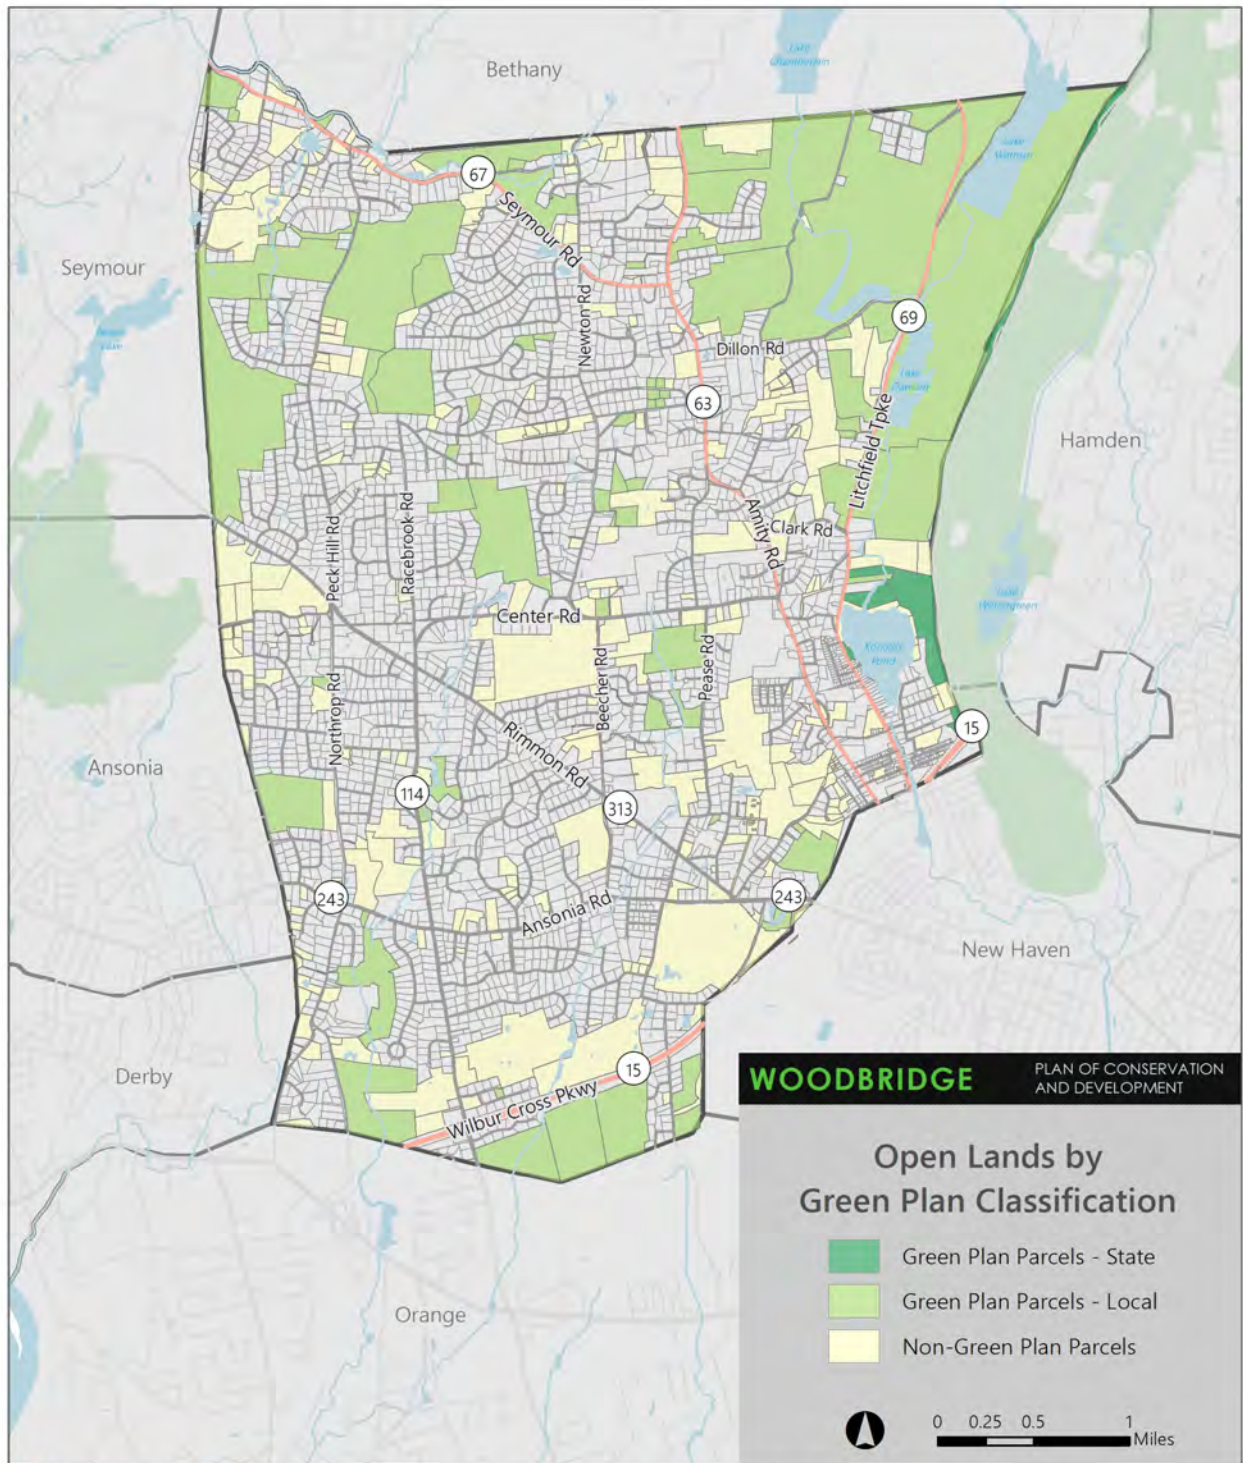 Bethany
Lake
Chamberlain
67
Seymour Rd
Seymour
Newton Rd
69
Dillon Rd
63
Hamden
Litchfield Tpke
Racebrook Rd
Peck Hill Rd
Amity Rd
Clark Rd
Center Rd
Konolds
Pond
Pease Rd
Beecher Rd
Northrop Rd
Rimmon Rd
15
Ansonia
114
313
243
243
Ansonia Rd
New Haven
Derby
15
Wilbur Cross Pkwy
Orange
WOODBRIDGE
PLAN OF CONSERVATION
AND DEVELOPMENT
Open Lands by
Green Plan Classification
Green Plan Parcels - State
Green Plan Parcels - Local
Non-Green Plan Parcels
0 0.25 0.5 1
Miles